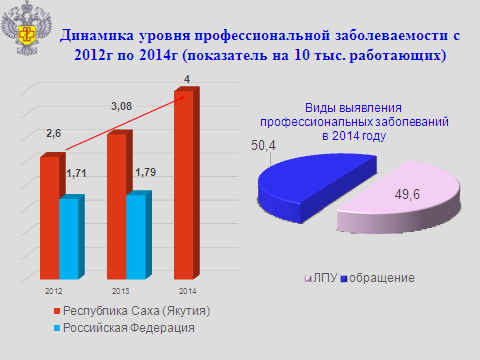 Динамика уровня профессиональной заболеваемости с
2012г по 2014г (показатель на 10 тыс. работающих)
4
3,08
2,6
1,71
1,79
2012
2013
2014
Республика Саха (Якутия)
Российская Федерация
Виды выявления
профессиональных заболеваний
в 2014 году
50,4
49,6
ЛПУ
обращение